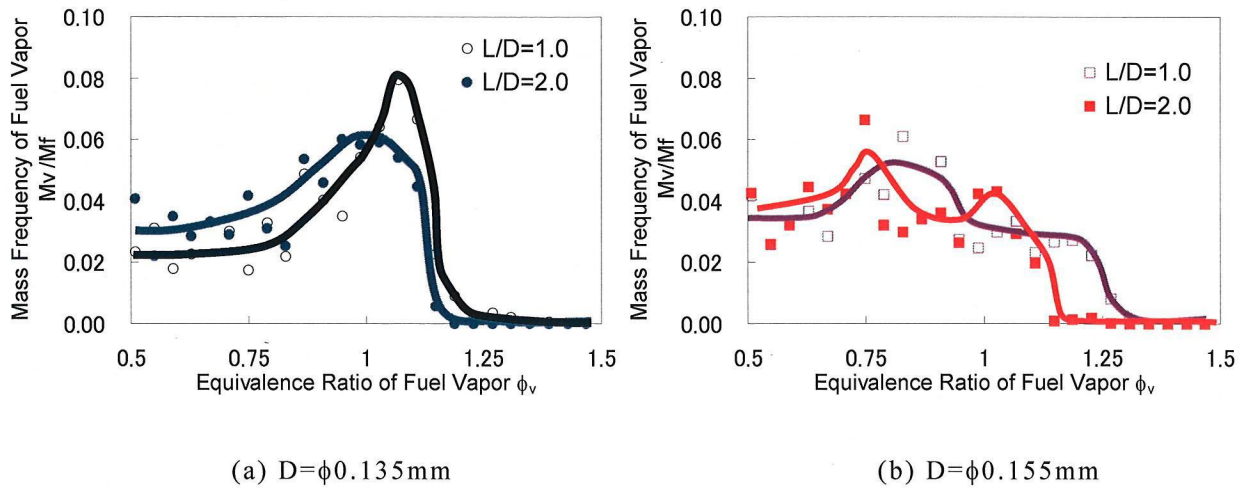 0.10
0.08
0.06
0.04
0.02
0.00
Mass Frequency of Fuel Vapor
Mv/Mf
L/D=1.0
L/D=2.0
0.5
0.75
1
1.25
1.5
Equivalence Ratio of Fuel Vapor ϕv
(a) D=ϕ0.135mm
0.10
0.08
0.06
0.04
0.02
0.00
Mass Frequency of Fuel Vapor
Mv/Mf
L/D=1.0
L/D=2.0
0.5
0.75
1
1.25
1.5
Equivalence Ratio of Fuel Vapor ϕv
(b) D=ϕ0.155mm